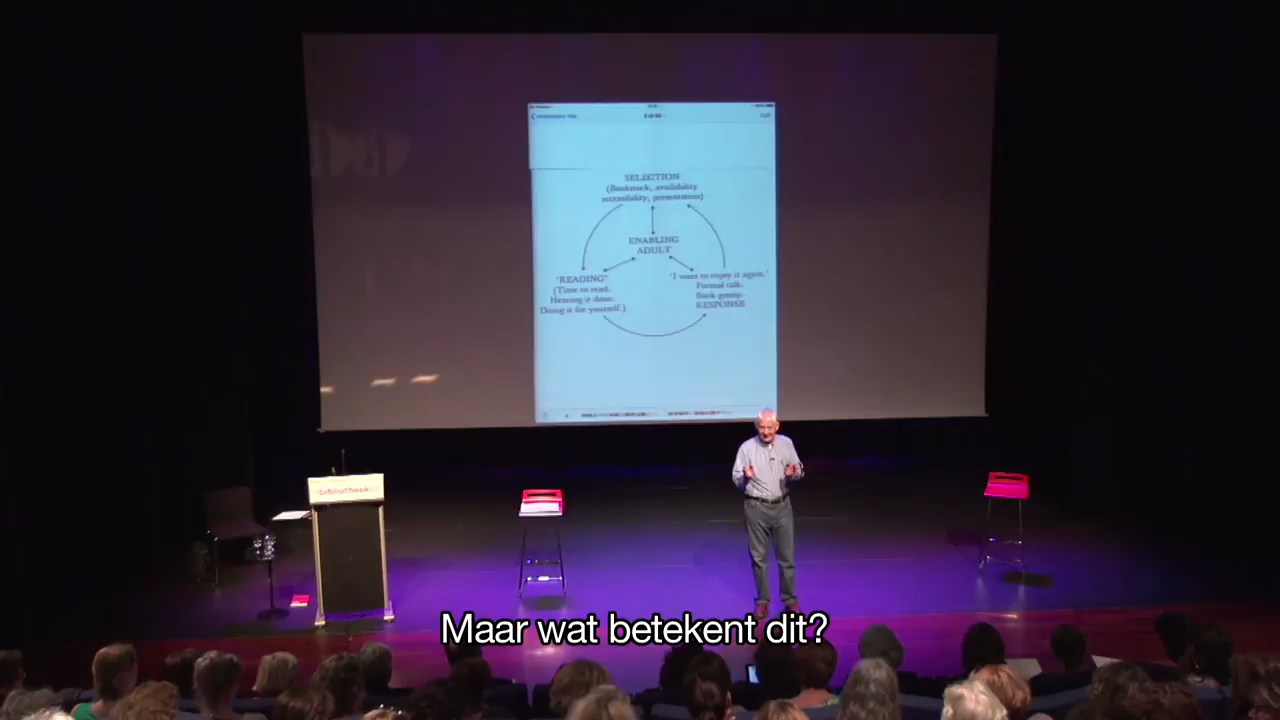 SELECTION
(Bookstock, availability
accessibility, presentation)
ENABLING
ADULT
'READING'
(Time to read.
Hearing it done.
Doing it for yourself.)
'I want to enjoy it again.'
Formal talk.
Book gossip.
RESPONSE
bibliotheek
Maar wat betekent dit?